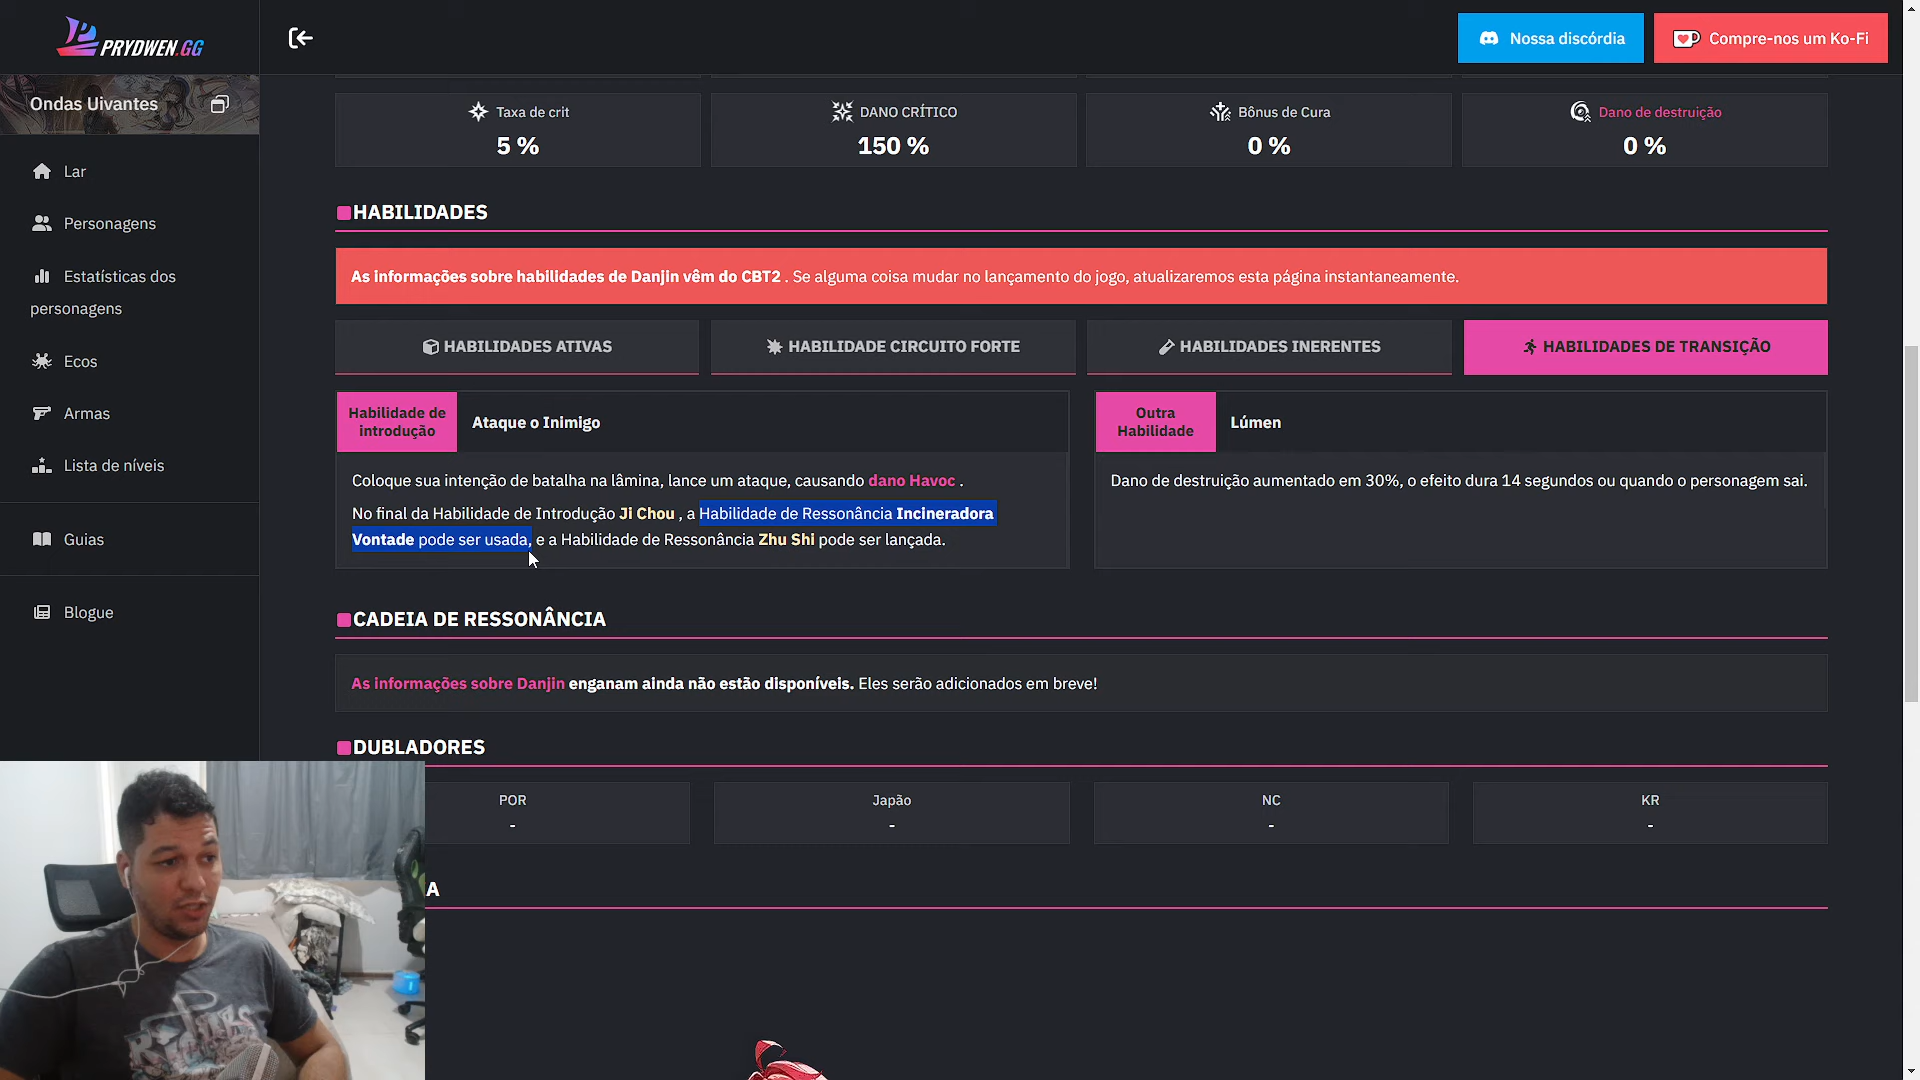 PRYDWEN.GG
Nossa discórdia
Compre-nos um Ko-Fi
Ondas Uivantes
Lar
Personagens
Estatísticas dos
personagens
Ecos
Armas
Lista de níveis
Guias
Blogue
Taxa de crit
5 %
DANO CRÍTICO
150 %
Bônus de Cura
0 %
Dano de destruição
0 %
HABILIDADES
As informações sobre habilidades de Danjin vêm do CBT2 . Se alguma coisa mudar no lançamento do jogo, atualizaremos esta página instantaneamente.
HABILIDADES ATIVAS
HABILIDADE CIRCUITO FORTE
HABILIDADES INERENTES
HABILIDADES DE TRANSIÇÃO
Habilidade de
introdução
Ataque o Inimigo
Coloque sua intenção de batalha na lâmina, lance um ataque, causando dano Havoc .
No final da Habilidade de Introdução Ji Chou , a Habilidade de Ressonância Incineradora
Vontade pode ser usada, e a Habilidade de Ressonância Zhu Shi pode ser lançada.
Outra
Habilidade
Lúmen
Dano de destruição aumentado em 30%, o efeito dura 14 segundos ou quando o personagem sai.
CADEIA DE RESSONÂNCIA
As informações sobre Danjin enganam ainda não estão disponíveis. Eles serão adicionados em breve!
DUBLADORES
POR
-
Japão
-
NC
-
KR
-
A